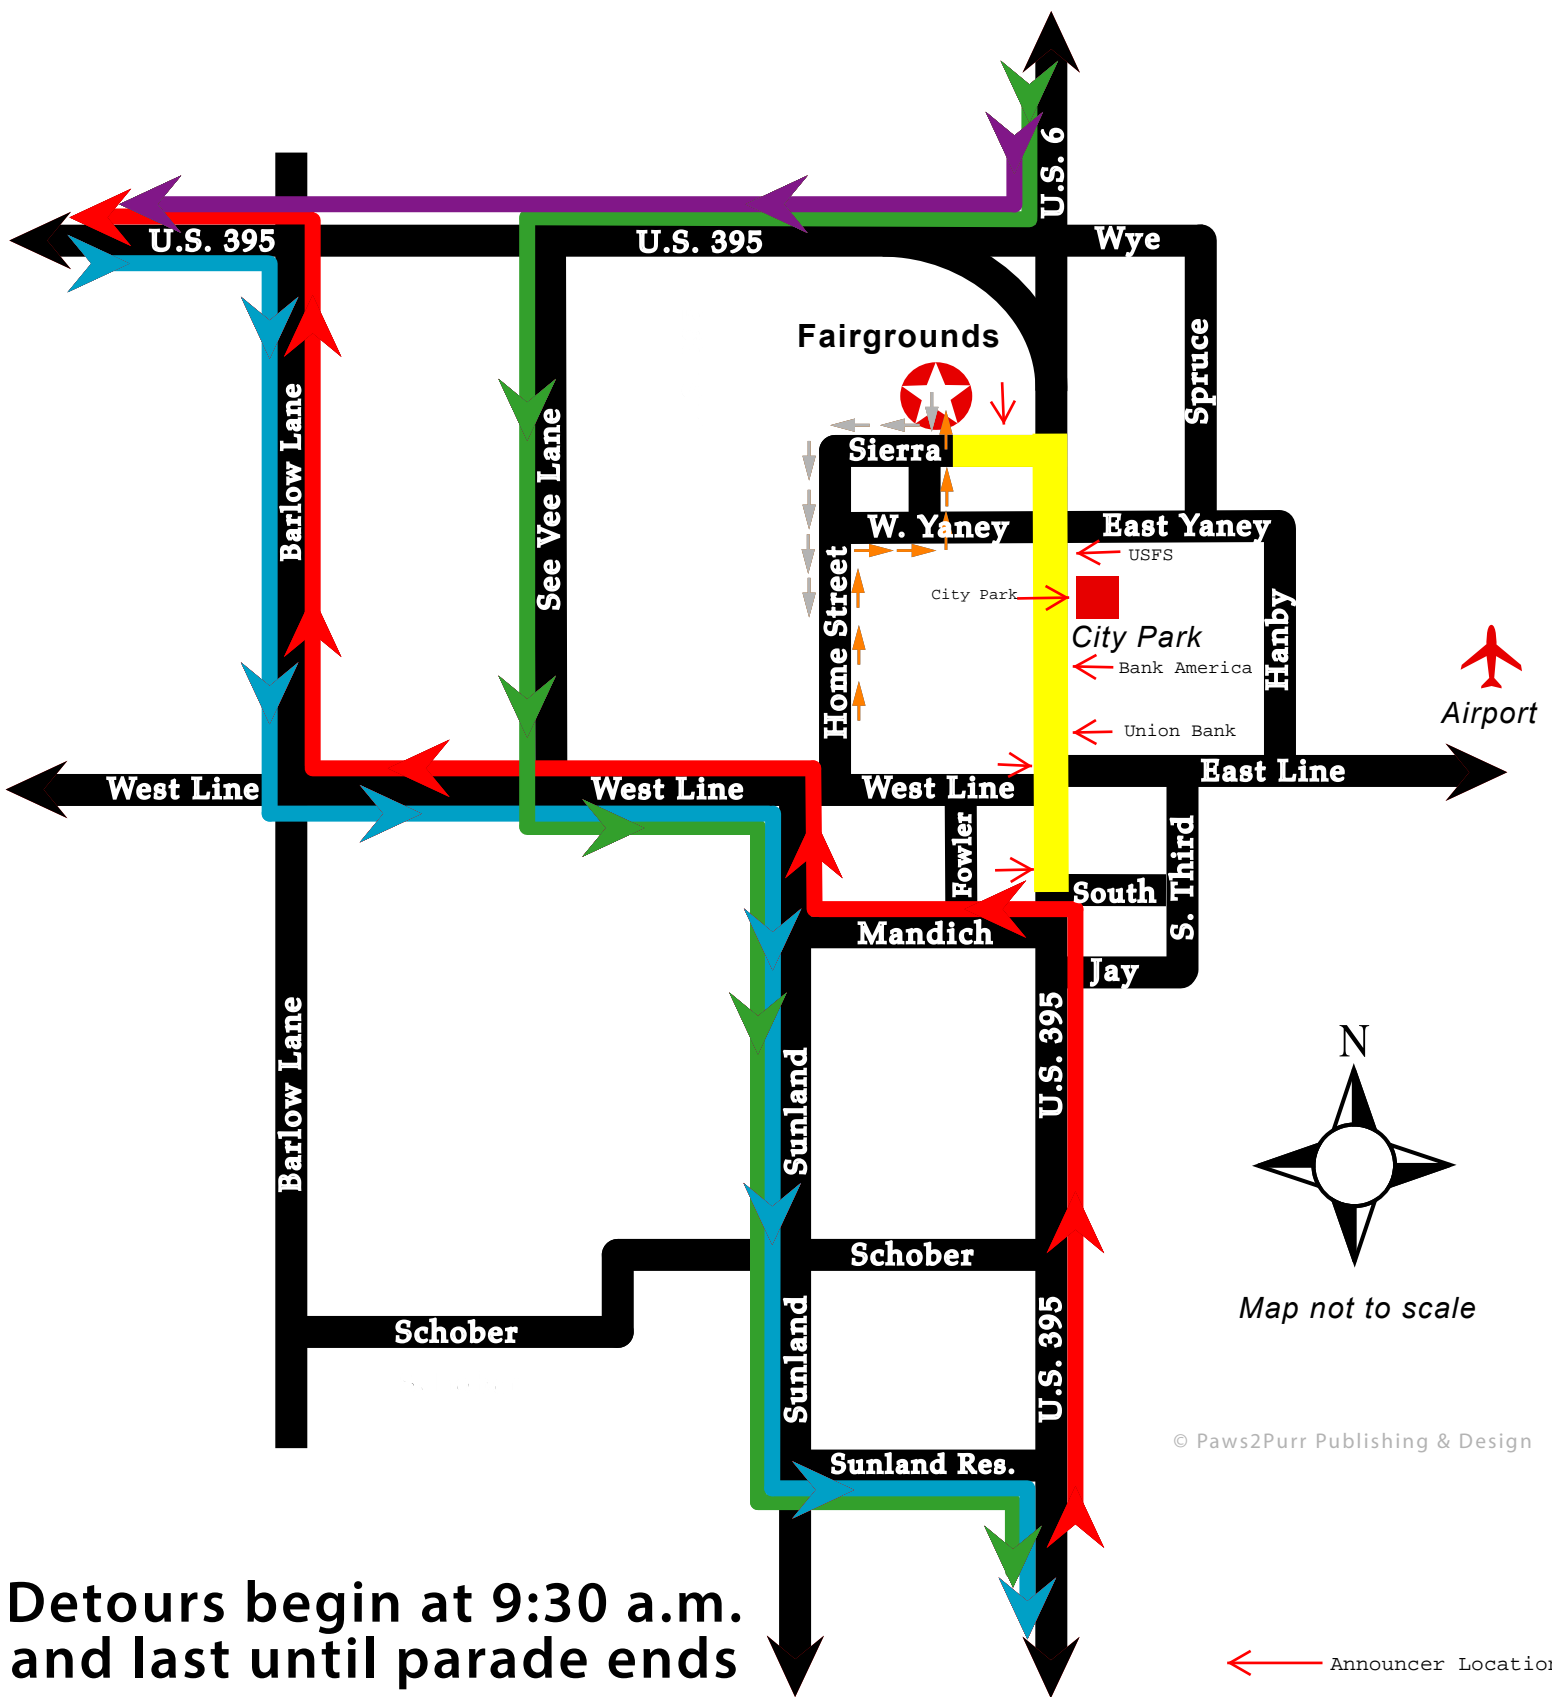 U.S. 6
U.S. 395
U.S. 395
Wye
Fairgrounds
Spruce
Barlow Lane
See Vee Lane
Sierra
W. Yaney
East Yaney
USFS
City Park
City Park
Home Street
Hanby
Bank America
Airport
Union Bank
West Line
West Line
West Line
East Line
Fowler
South
S. Third
Mandich
Jay
U.S. 395
Barlow Lane
Sunland
N
Schober
Map not to scale
Schober
Sunland
U.S. 395
© Paws2Purr Publishing & Design
Sunland Res.
Detours begin at 9:30 a.m.
and last until parade ends
Announcer Location